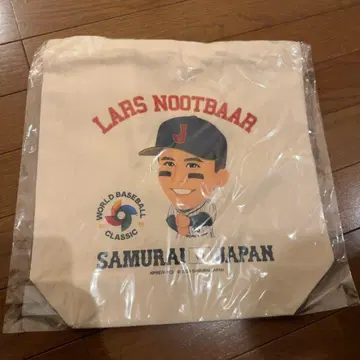 LARS NOOTBAAR
J
WORLD BASEBALL
CLASSIC
SAMURAI JAPAN